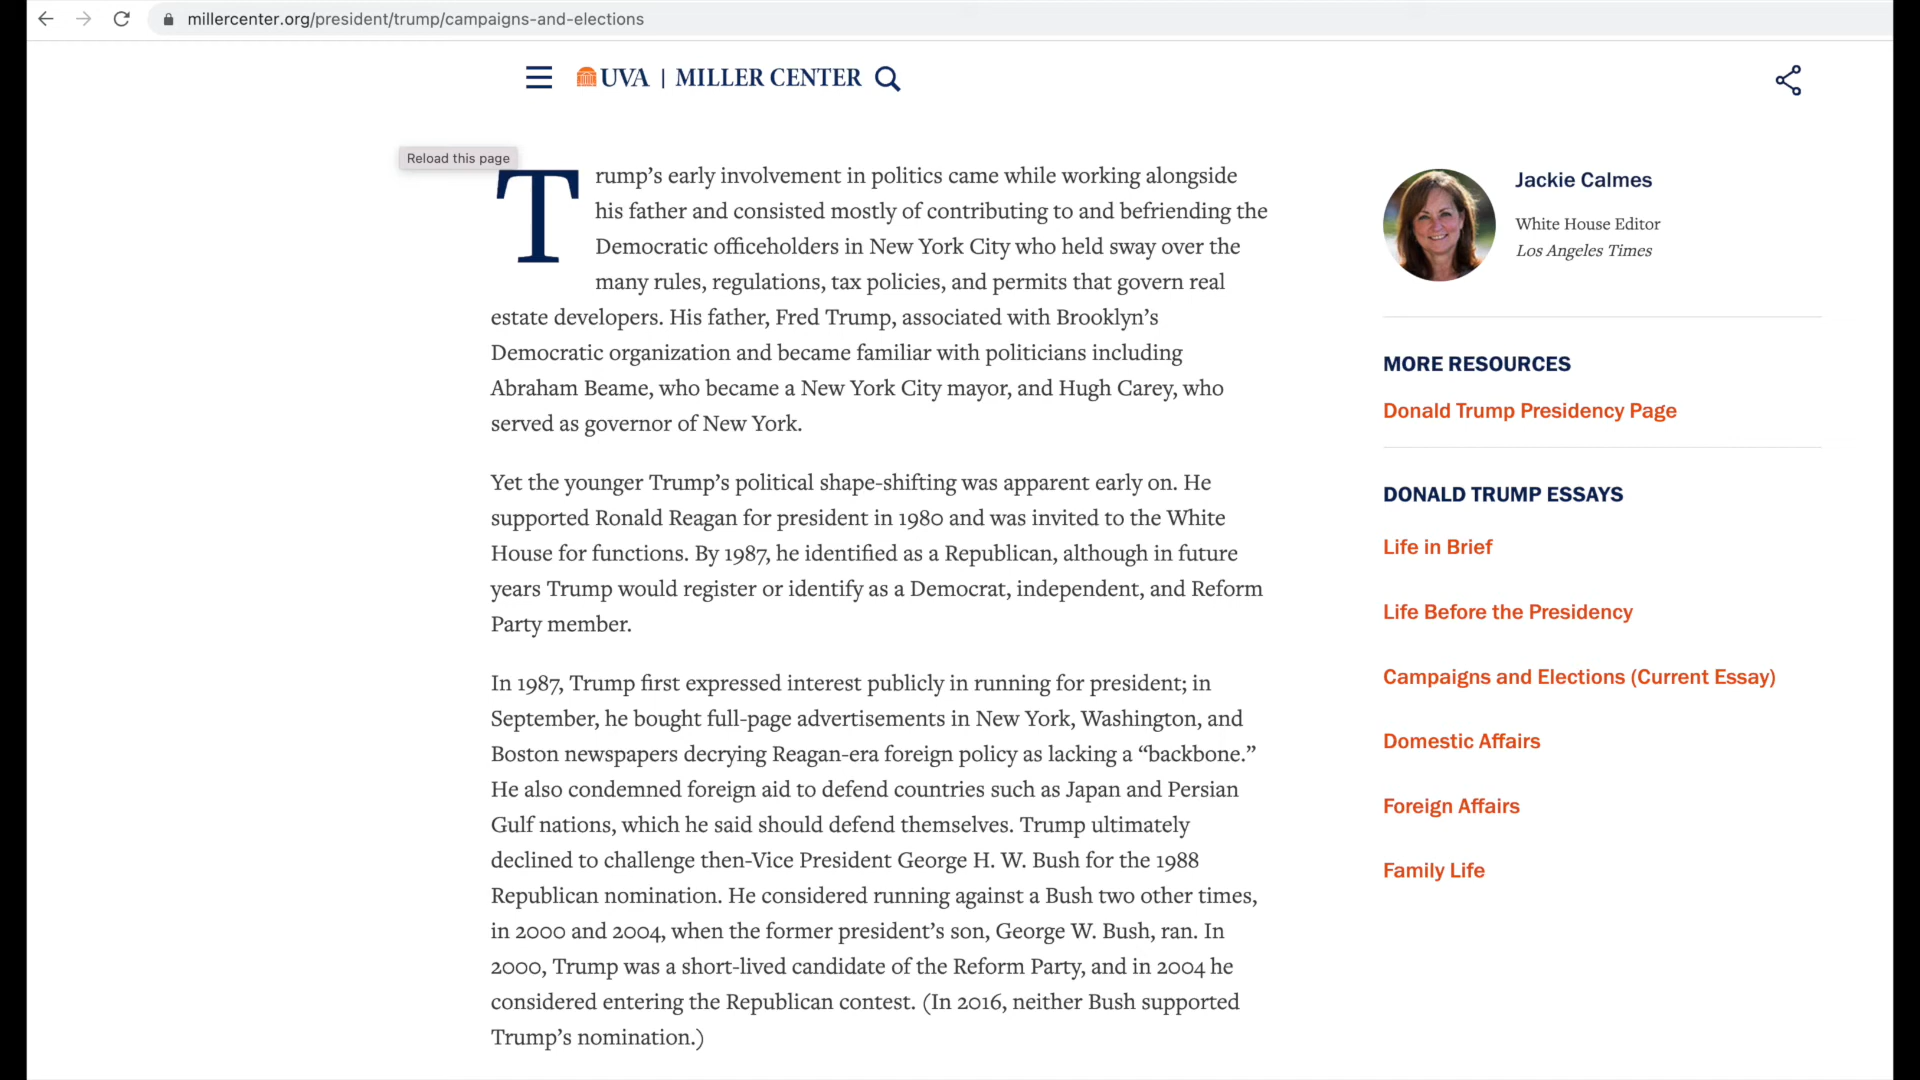 millercenter.org/president/trump/campaigns-and-elections
UVA | MILLER CENTER
Reload this page
Trump’s early involvement in politics came while working alongside
his father and consisted mostly of contributing to and befriending the
Democratic officeholders in New York City who held sway over the
many rules, regulations, tax policies, and permits that govern real
estate developers. His father, Fred Trump, associated with Brooklyn’s
Democratic organization and became familiar with politicians including
Abraham Beame, who became a New York City mayor, and Hugh Carey, who
served as governor of New York.
Yet the younger Trump’s political shape-shifting was apparent early on. He
supported Ronald Reagan for president in 1980 and was invited to the White
House for functions. By 1987, he identified as a Republican, although in future
years Trump would register or identify as a Democrat, independent, and Reform
Party member.
In 1987, Trump first expressed interest publicly in running for president; in
September, he bought full-page advertisements in New York, Washington, and
Boston newspapers decrying Reagan-era foreign policy as lacking a “backbone.”
He also condemned foreign aid to defend countries such as Japan and Persian
Gulf nations, which he said should defend themselves. Trump ultimately
declined to challenge then-Vice President George H. W. Bush for the 1988
Republican nomination. He considered running against a Bush two other times,
in 2000 and 2004, when the former president’s son, George W. Bush, ran. In
2000, Trump was a short-lived candidate of the Reform Party, and in 2004 he
considered entering the Republican contest. (In 2016, neither Bush supported
Trump’s nomination.)
Jackie Calmes
White House Editor
Los Angeles Times
MORE RESOURCES
Donald Trump Presidency Page
DONALD TRUMP ESSAYS
Life in Brief
Life Before the Presidency
Campaigns and Elections (Current Essay)
Domestic Affairs
Foreign Affairs
Family Life